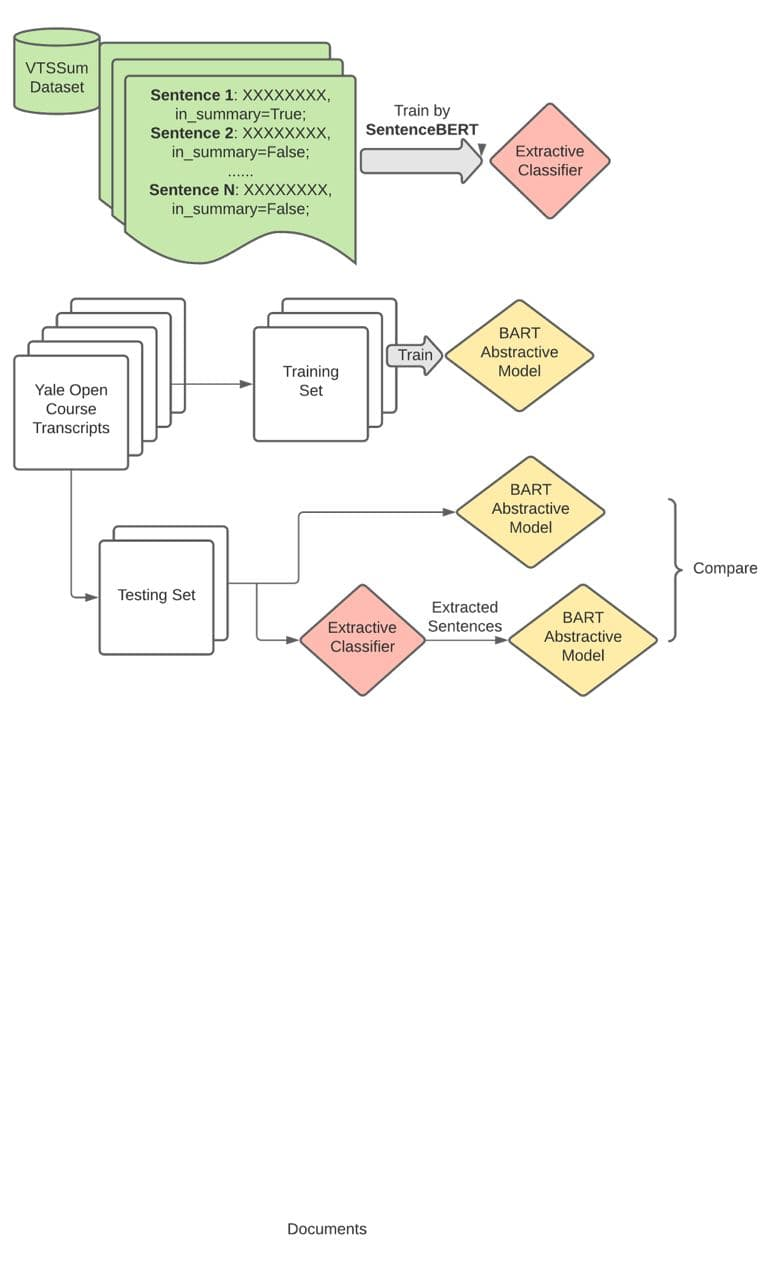 VTSSum
Dataset
Sentence 1: XXXXXXXX,
in_summary=True;
Sentence 2: XXXXXXXX,
in_summary=False;
......
Sentence N: XXXXXXXX,
in_summary=False;
Train by
SentenceBERT
Extractive
Classifier
Yale Open
Course
Transcripts
Training
Set
Train
BART
Abstractive
Model
Testing Set
BART
Abstractive
Model
Extractive
Classifier
Extracted
Sentences
BART
Abstractive
Model
Compare
Documents